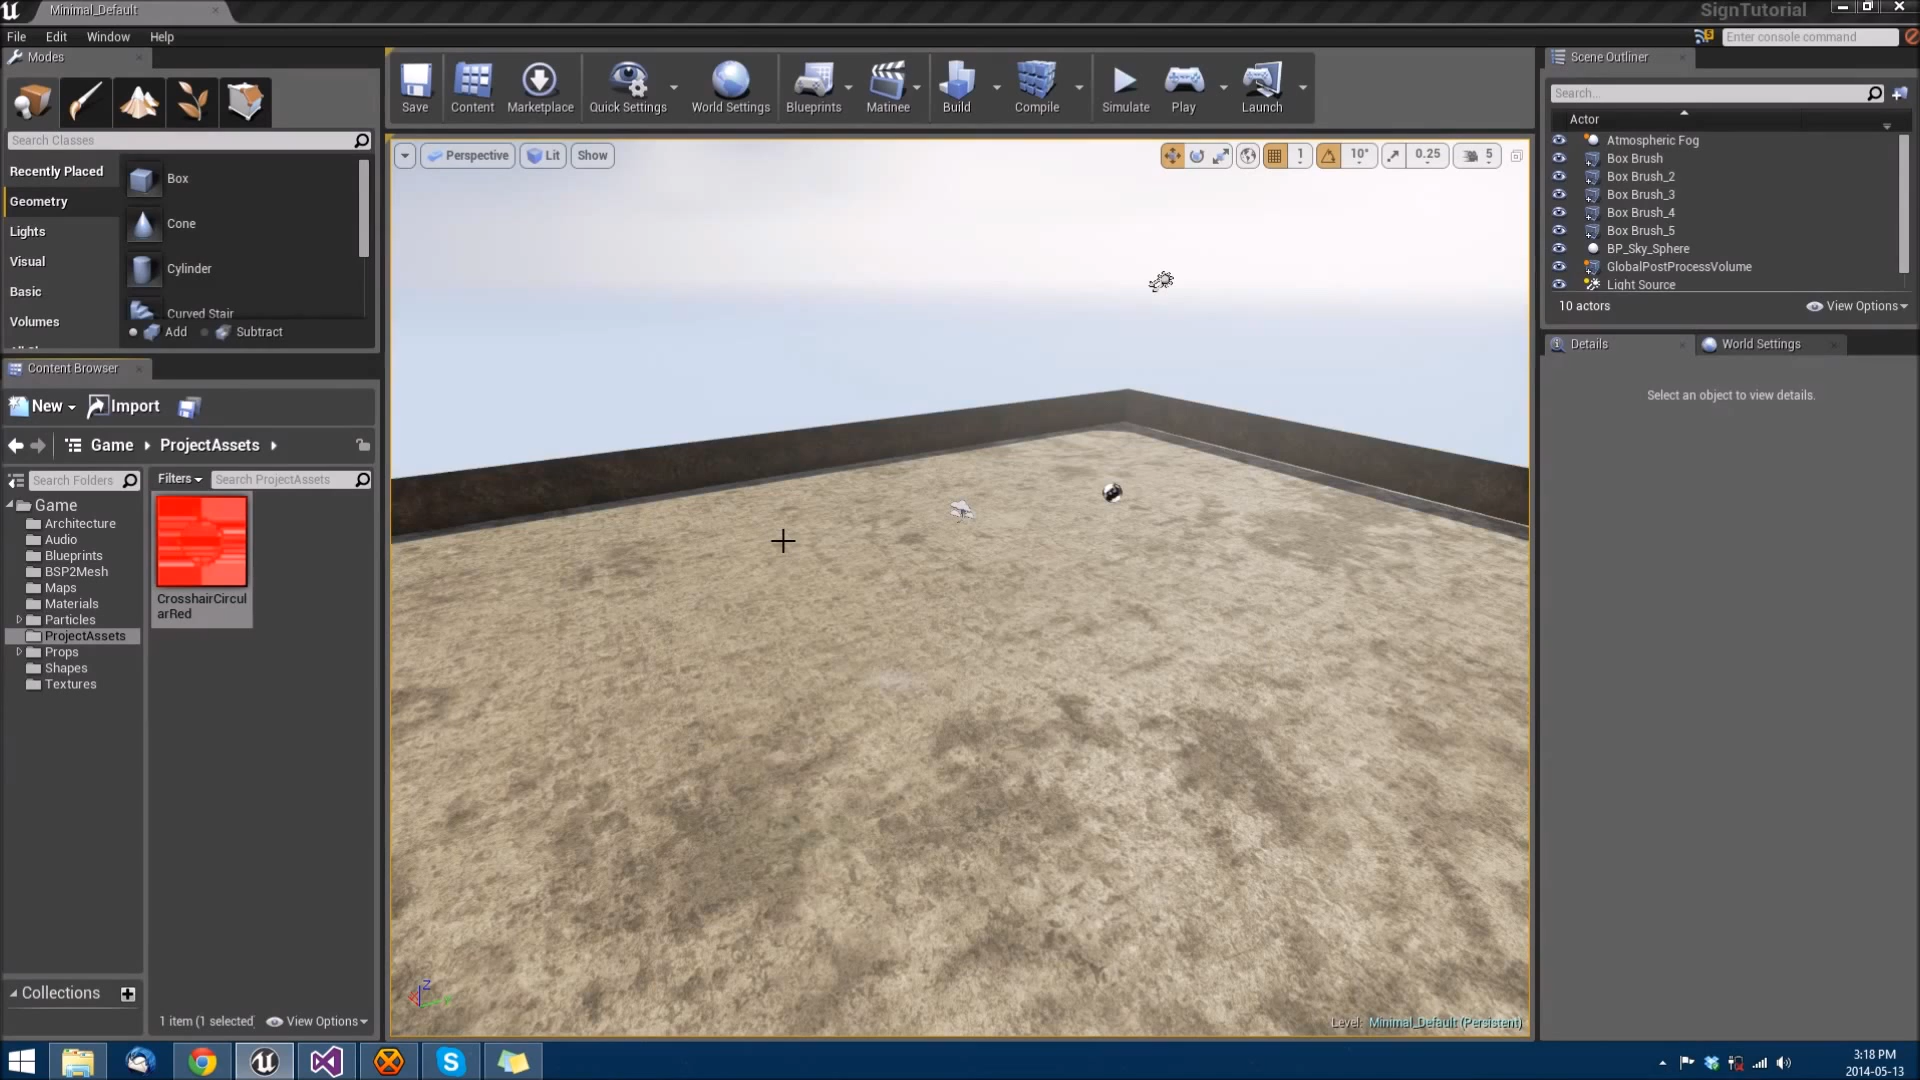 Minimal_Default
SignTutorial
File Edit Window Help
Enter console command
Modes
Save
Content
Marketplace
Quick Settings
World Settings
Blueprints
Matinee
Build
Compile
Simulate
Play
Launch
Scene Outliner
Search...
Actor
Atmospheric Fog
Box Brush
Box Brush_2
Box Brush_3
Box Brush_4
Box Brush_5
BP_Sky_Sphere
GlobalPostProcessVolume
Light Source
10 actors
View Options
Search Classes
Recently Placed
Geometry
Lights
Visual
Basic
Volumes
Box
Cone
Cylinder
Curved Stair
Add
Subtract
Perspective
Lit
Show
1
10°
0.25
5
Details
World Settings
Select an object to view details.
Content Browser
New
Import
Game
ProjectAssets
Search Folders
Filters
Search ProjectAssets
Game
Architecture
Audio
Blueprints
BSP2Mesh
Maps
Materials
Particles
ProjectAssets
Props
Shapes
Textures
CrosshairCircul
arRed
Collections
1 item (1 selected)
View Options
Z
Level: Minimal_Default (Persistent)
3:18 PM
2014-05-13